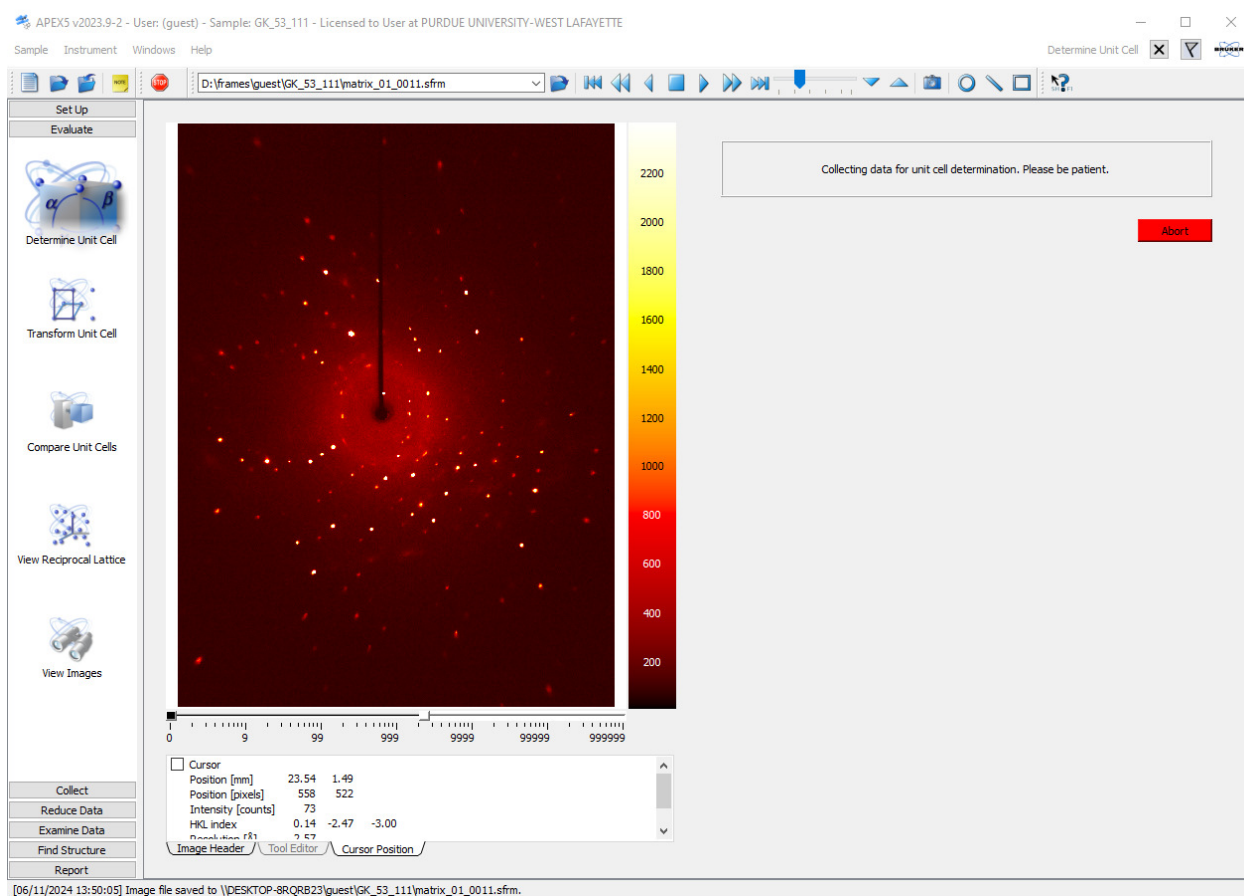 APEX5 v2023.9-2 - User: (guest) - Sample: GK_53_111 - Licensed to User at PURDUE UNIVERSITY-WEST LAFAYETTE
Sample Instrument Windows Help
Determine Unit Cell
BRUKER
NOTE
STOP
D:\frames\guest\GK_53_111\matrix_01_0011.sfrm
Set Up
Evaluate
α β
Determine Unit Cell
Transform Unit Cell
Compare Unit Cells
View Reciprocal Lattice
View Images
Collect
Reduce Data
Examine Data
Find Structure
Report
2200
2000
1800
1600
1400
1200
1000
800
600
400
200
0 9 99 999 9999 99999 999999
Cursor
Position [mm] 23.54 1.49
Position [pixels] 558 522
Intensity [counts] 73
HKL index 0.14 -2.47 -3.00
Resolution [Å] 2.57
Image Header Tool Editor Cursor Position
Collecting data for unit cell determination. Please be patient.
Abort
[06/11/2024 13:50:05] Image file saved to \\DESKTOP-8RQRB23\guest\GK_53_111\matrix_01_0011.sfrm.